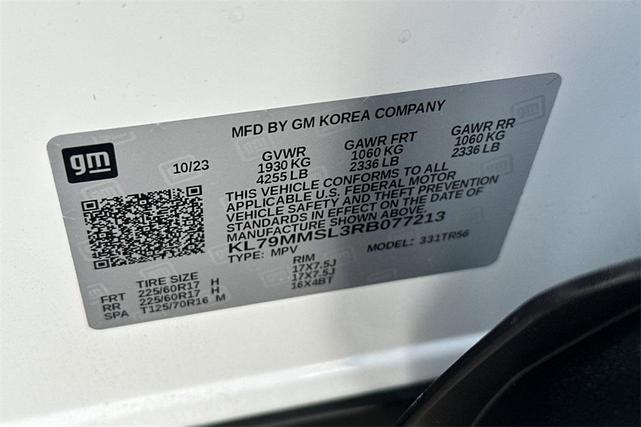 MFD BY GM KOREA COMPANY
gm
10/23
GVWR GAWR FRT GAWR RR
1930 KG 1060 KG 1060 KG
4255 LB 2336 LB 2336 LB
THIS VEHICLE CONFORMS TO ALL
APPLICABLE U.S. FEDERAL MOTOR
VEHICLE SAFETY AND THEFT PREVENTION
STANDARDS IN EFFECT ON THE DATE OF
MANUFACTURE SHOWN ABOVE.
KL79MMSL3RB077213
TYPE: MPV MODEL: 331TR56
TIRE SIZE RIM
FRT 225/60R17 H 17X7.5J
RR 225/60R17 H 17X7.5J
SPA T125/70R16 M 16X4BT